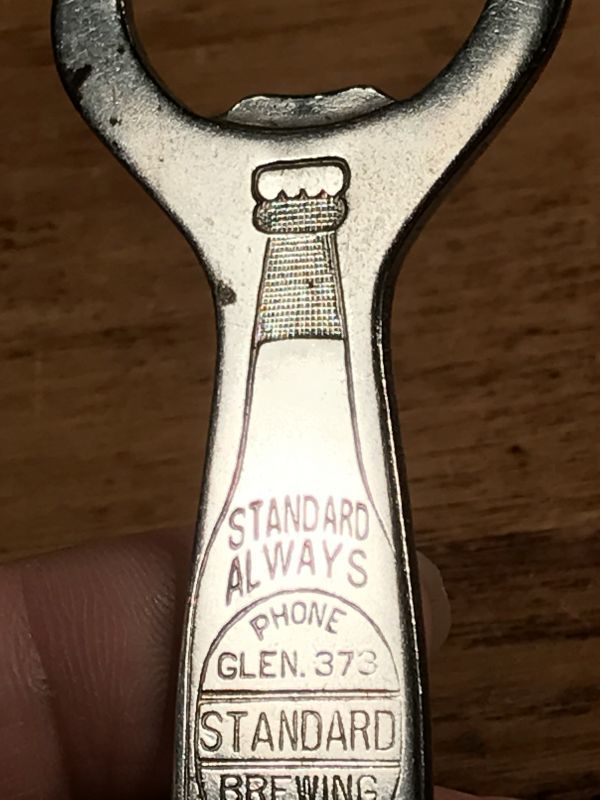 STANDARD
ALWAYS
PHONE
GLEN. 373
STANDARD
BREWING